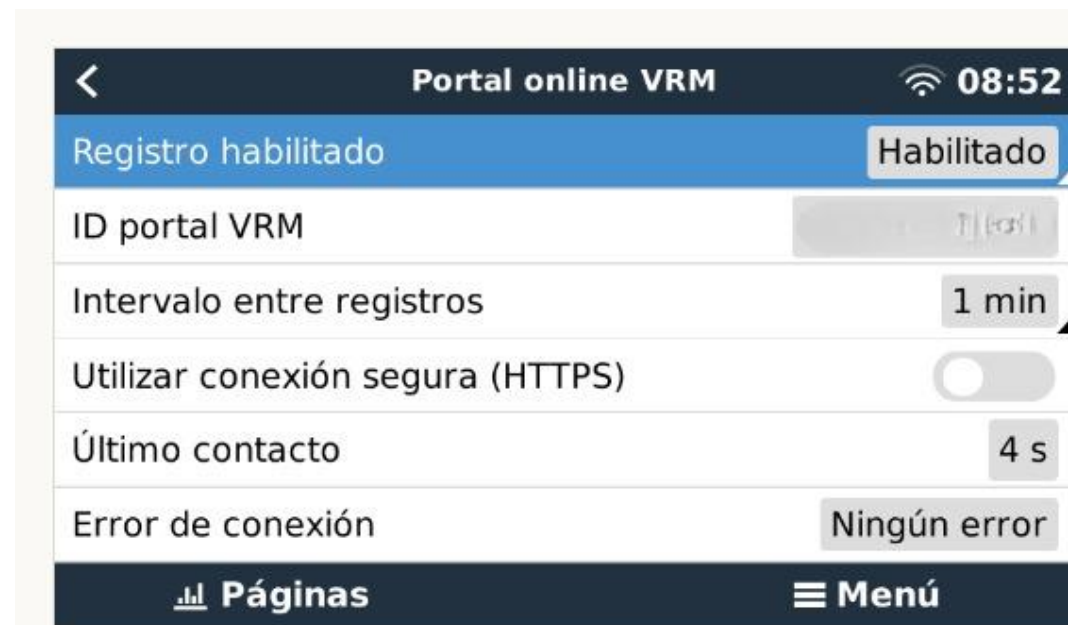 Portal online VRM 08:52
Registro habilitado Habilitado
ID portal VRM
Intervalo entre registros 1 min
Utilizar conexión segura (HTTPS)
Último contacto 4 s
Error de conexión Ningún error
Páginas Menú